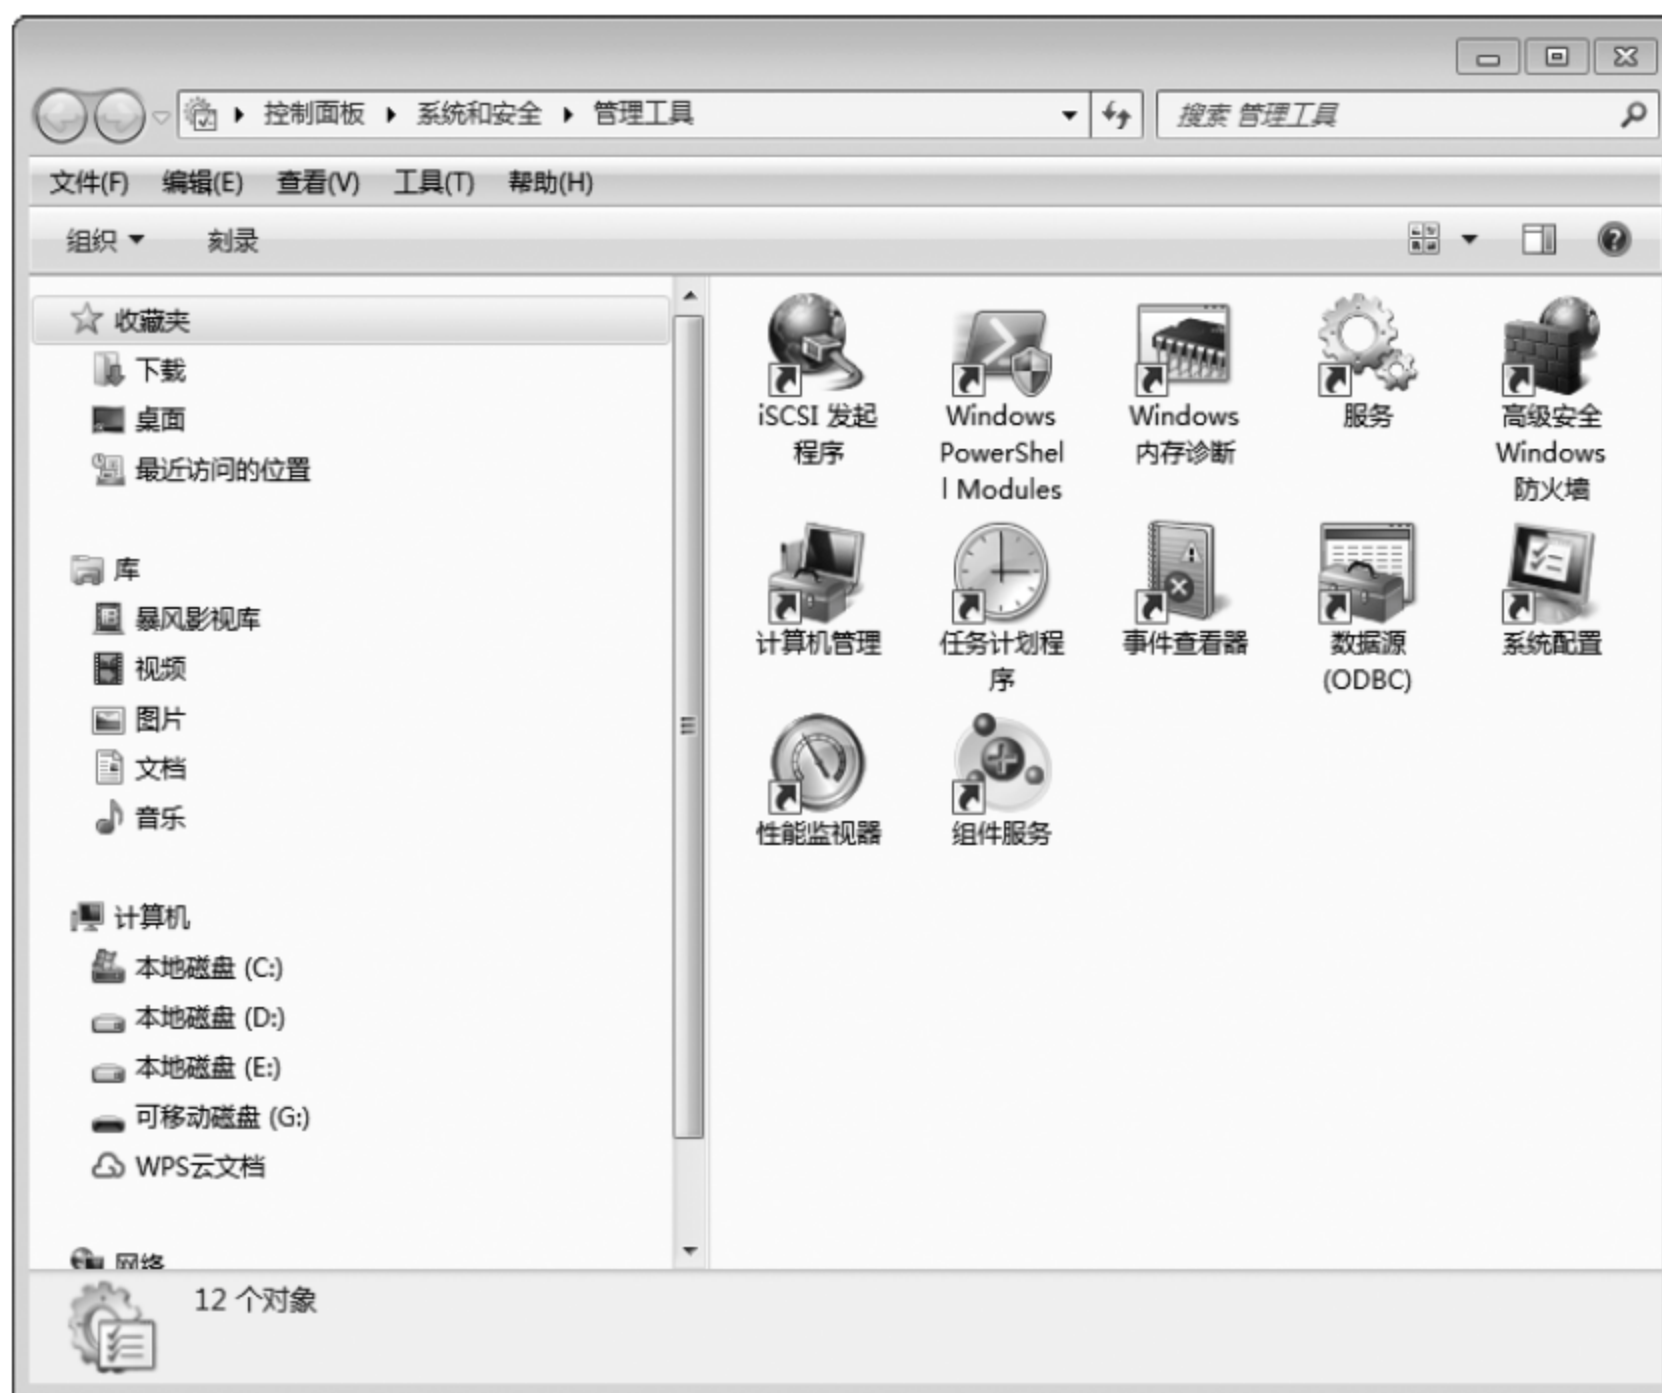 控制面板 系统和安全 管理工具
搜索 管理工具
文件(F) 编辑(E) 查看(V) 工具(T) 帮助(H)
组织 刻录
收藏夹
下载
桌面
最近访问的位置
库
暴风影视库
视频
图片
文档
音乐
计算机
本地磁盘 (C:)
本地磁盘 (D:)
本地磁盘 (E:)
可移动磁盘 (G:)
WPS云文档
网络
iSCSI 发起
程序
Windows
PowerShel
l Modules
Windows
内存诊断
服务
高级安全
Windows
防火墙
计算机管理
任务计划程
序
事件查看器
数据源
(ODBC)
系统配置
性能监视器
组件服务
12 个对象